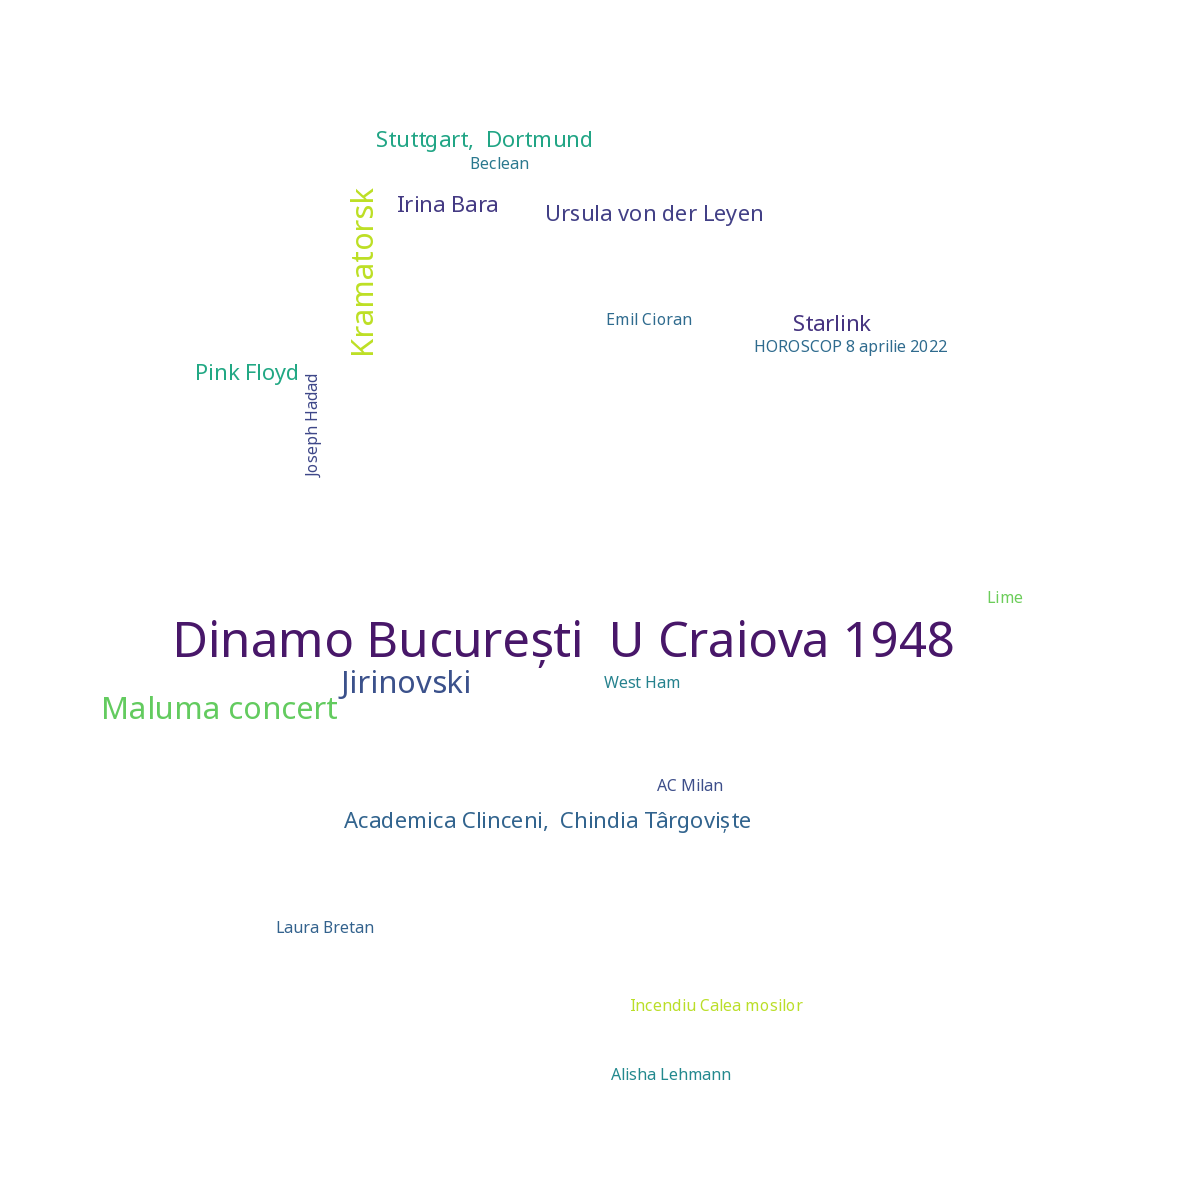 Stuttgart,  Dortmund
Beclean
Kramatorsk
Irina Bara
Ursula von der Leyen
Emil Cioran
Starlink
HOROSCOP 8 aprilie 2022
Pink Floyd
Joseph Hadad
Lime
Dinamo București  U Craiova 1948
Jirinovski
West Ham
Maluma concert
AC Milan
Academica Clinceni,  Chindia Târgoviște
Laura Bretan
Incendiu Calea mosilor
Alisha Lehmann